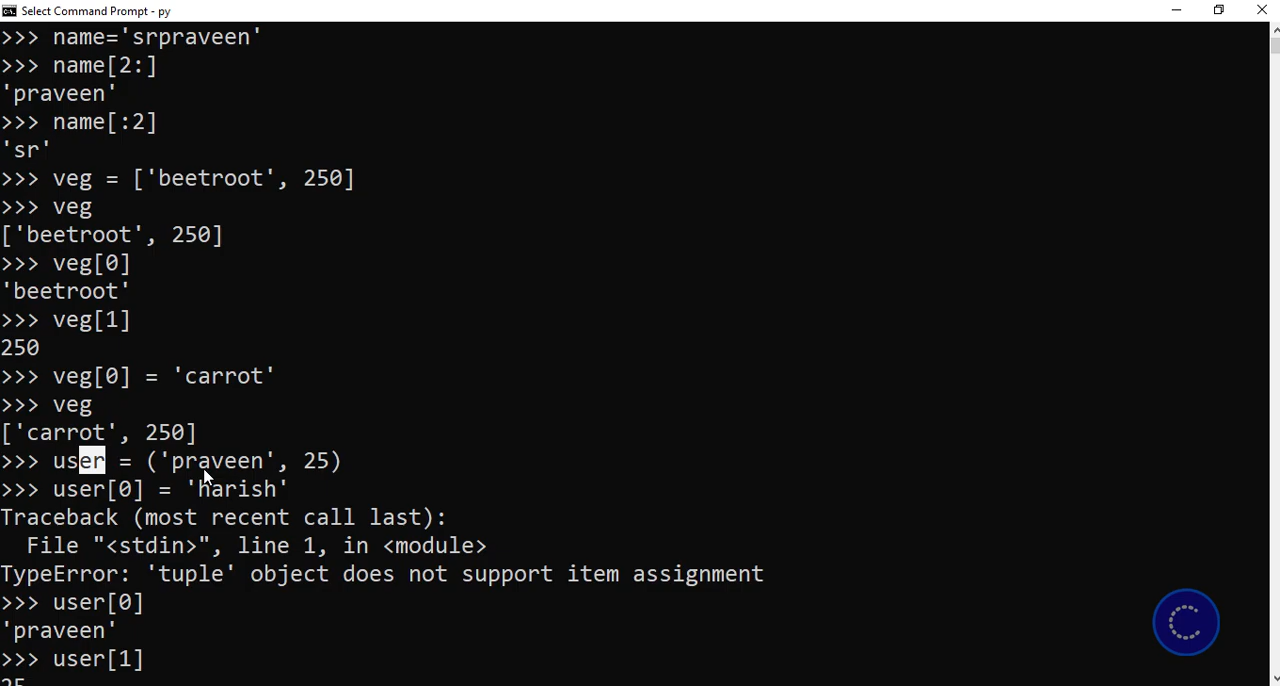 Select Command Prompt - py
>>> name='srpraveen'
>>> name[2:]
'praveen'
>>> name[:2]
'sr'
>>> veg = ['beetroot', 250]
>>> veg
['beetroot', 250]
>>> veg[0]
'beetroot'
>>> veg[1]
250
>>> veg[0] = 'carrot'
>>> veg
['carrot', 250]
>>> user = ('praveen', 25)
>>> user[0] = 'harish'
Traceback (most recent call last):
  File "<stdin>", line 1, in <module>
TypeError: 'tuple' object does not support item assignment
>>> user[0]
'praveen'
>>> user[1]
25
C